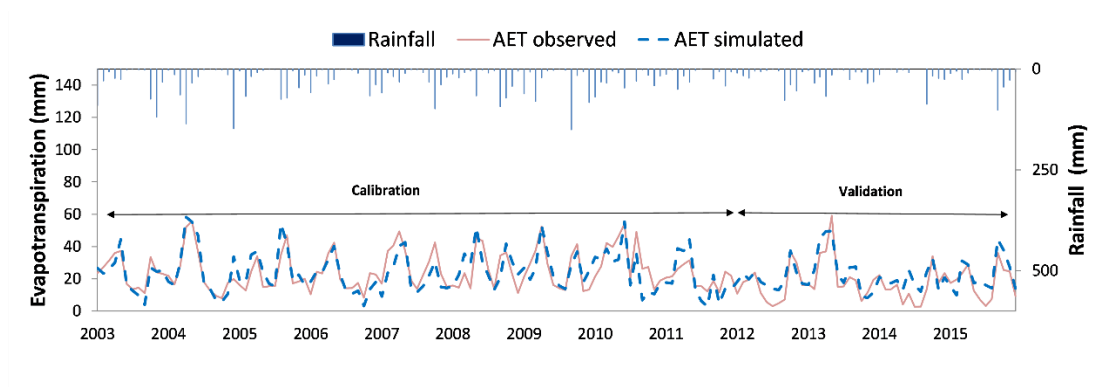 Rainfall AET observed AET simulated
Evapotranspiration (mm)
140
120
100
80
60
40
20
0
Calibration
Validation
0
250
500
Rainfall (mm)
2003 2004 2005 2006 2007 2008 2009 2010 2011 2012 2013 2014 2015